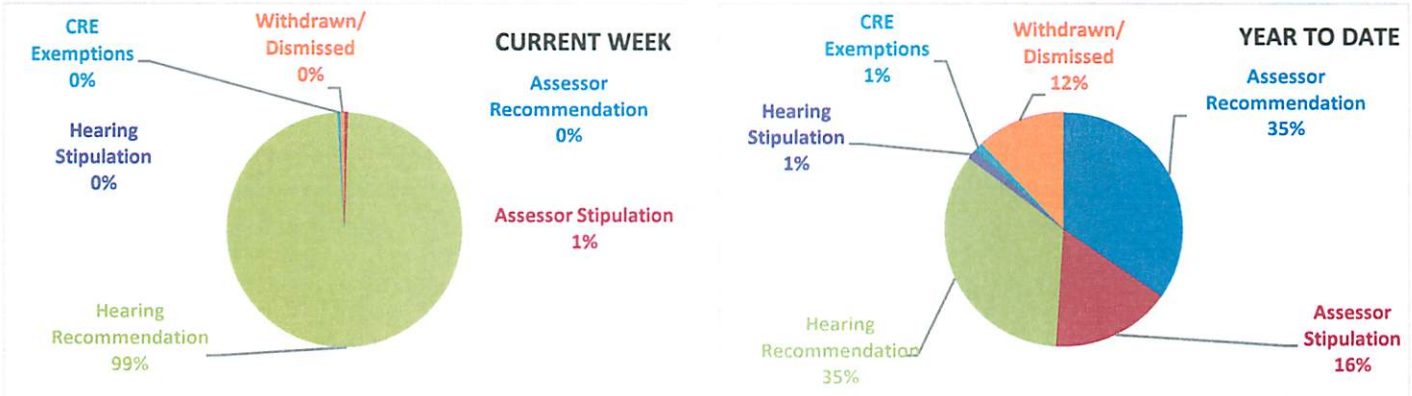 CURRENT WEEK
CRE
Exemptions
0%
Withdrawn/
Dismissed
0%
Assessor
Recommendation
0%
Hearing
Stipulation
0%
Assessor Stipulation
1%
Hearing
Recommendation
99%
YEAR TO DATE
CRE
Exemptions
1%
Withdrawn/
Dismissed
12%
Assessor
Recommendation
35%
Hearing
Stipulation
1%
Assessor
Stipulation
16%
Hearing
Recommendation
35%